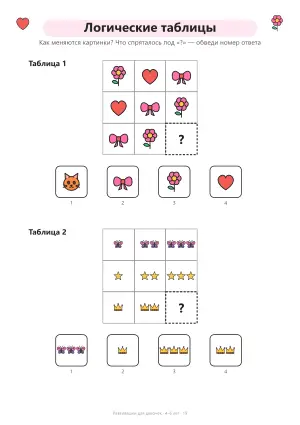 Логические таблицы
Как меняются картинки? Что спряталось под «?» — обведи номер ответа
Таблица 1
?
1 2 3 4
Таблица 2
?
1 2 3 4